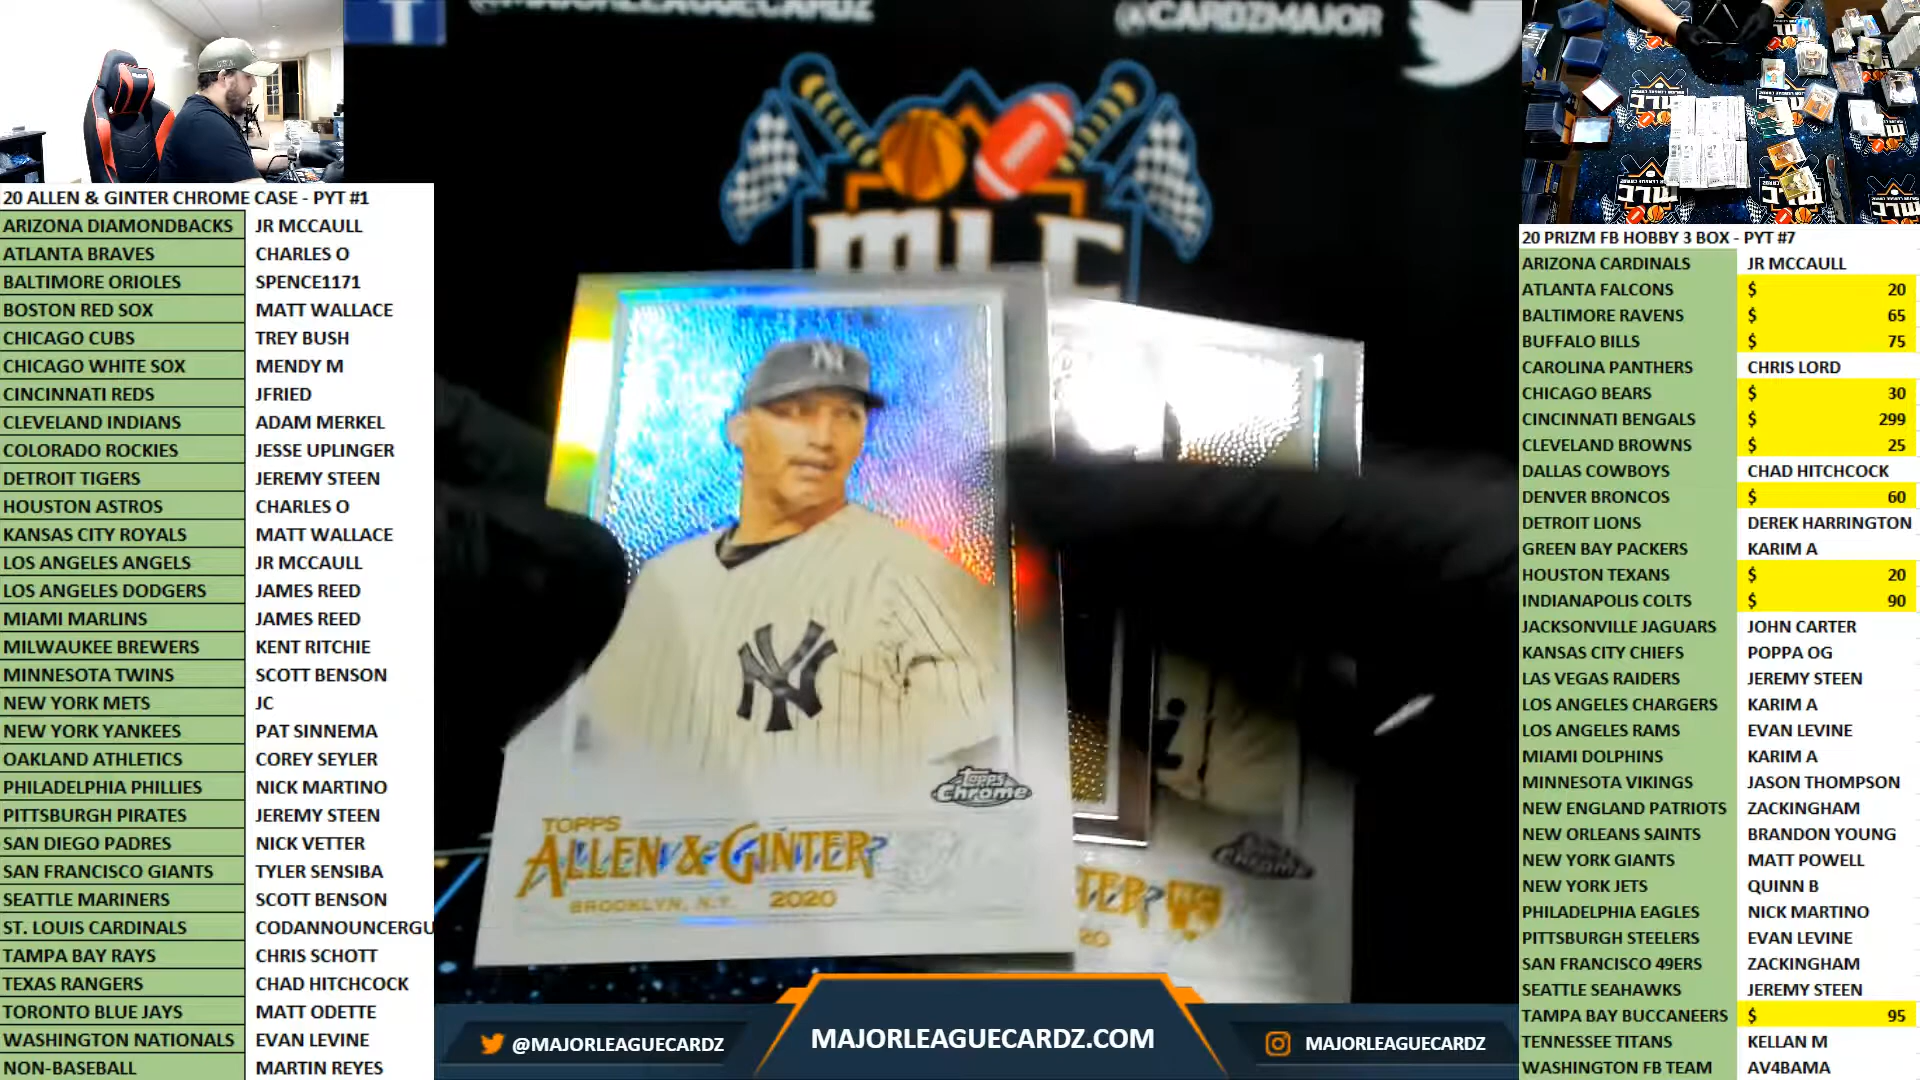 @MAJORLEAGUECARDZ
@CARDZMAJOR
MLC
20 ALLEN & GINTER CHROME CASE - PYT #1
ARIZONA DIAMONDBACKS JR MCCAULL
ATLANTA BRAVES CHARLES O
BALTIMORE ORIOLES SPENCE1171
BOSTON RED SOX MATT WALLACE
CHICAGO CUBS TREY BUSH
CHICAGO WHITE SOX MENDY M
CINCINNATI REDS JFRIED
CLEVELAND INDIANS ADAM MERKEL
COLORADO ROCKIES JESSE UPLINGER
DETROIT TIGERS JEREMY STEEN
HOUSTON ASTROS CHARLES O
KANSAS CITY ROYALS MATT WALLACE
LOS ANGELES ANGELS JR MCCAULL
LOS ANGELES DODGERS JAMES REED
MIAMI MARLINS JAMES REED
MILWAUKEE BREWERS KENT RITCHIE
MINNESOTA TWINS SCOTT BENSON
NEW YORK METS JC
NEW YORK YANKEES PAT SINNEMA
OAKLAND ATHLETICS COREY SEYLER
PHILADELPHIA PHILLIES NICK MARTINO
PITTSBURGH PIRATES JEREMY STEEN
SAN DIEGO PADRES NICK VETTER
SAN FRANCISCO GIANTS TYLER SENSIBA
SEATTLE MARINERS SCOTT BENSON
ST. LOUIS CARDINALS CODANNOUNCERGU
TAMPA BAY RAYS CHRIS SCHOTT
TEXAS RANGERS CHAD HITCHCOCK
TORONTO BLUE JAYS MATT ODETTE
WASHINGTON NATIONALS EVAN LEVINE
NON-BASEBALL MARTIN REYES
NY
NY
Topps
Chrome
TOPPS
ALLEN & GINTER
BROOKLYN, N.Y. 2020
Chrome
TER
20
@MAJORLEAGUECARDZ
MAJORLEAGUECARDZ.COM
MAJORLEAGUECARDZ
20 PRIZM FB HOBBY 3 BOX - PYT #7
ARIZONA CARDINALS JR MCCAULL
ATLANTA FALCONS $ 20
BALTIMORE RAVENS $ 65
BUFFALO BILLS $ 75
CAROLINA PANTHERS CHRIS LORD
CHICAGO BEARS $ 30
CINCINNATI BENGALS $ 299
CLEVELAND BROWNS $ 25
DALLAS COWBOYS CHAD HITCHCOCK
DENVER BRONCOS $ 60
DETROIT LIONS DEREK HARRINGTON
GREEN BAY PACKERS KARIM A
HOUSTON TEXANS $ 20
INDIANAPOLIS COLTS $ 90
JACKSONVILLE JAGUARS JOHN CARTER
KANSAS CITY CHIEFS POPPA OG
LAS VEGAS RAIDERS JEREMY STEEN
LOS ANGELES CHARGERS KARIM A
LOS ANGELES RAMS EVAN LEVINE
MIAMI DOLPHINS KARIM A
MINNESOTA VIKINGS JASON THOMPSON
NEW ENGLAND PATRIOTS ZACKINGHAM
NEW ORLEANS SAINTS BRANDON YOUNG
NEW YORK GIANTS MATT POWELL
NEW YORK JETS QUINN B
PHILADELPHIA EAGLES NICK MARTINO
PITTSBURGH STEELERS EVAN LEVINE
SAN FRANCISCO 49ERS ZACKINGHAM
SEATTLE SEAHAWKS JEREMY STEEN
TAMPA BAY BUCCANEERS $ 95
TENNESSEE TITANS KELLAN M
WASHINGTON FB TEAM AV4BAMA